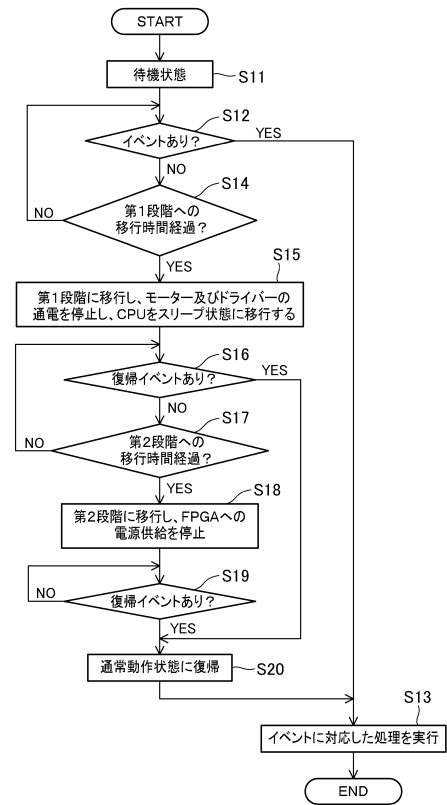 START
待機状態
S11
S12
イベントあり?
YES
NO
S14
第1段階への
移行時間経過?
NO
YES
S15
第1段階に移行し、モーター及びドライバーの
通電を停止し、CPUをスリープ状態に移行する
S16
復帰イベントあり?
YES
NO
S17
第2段階への
移行時間経過?
NO
YES
S18
第2段階に移行し、FPGAへの
電源供給を停止
S19
復帰イベントあり?
NO
YES
通常動作状態に復帰
S20
S13
イベントに対応した処理を実行
END